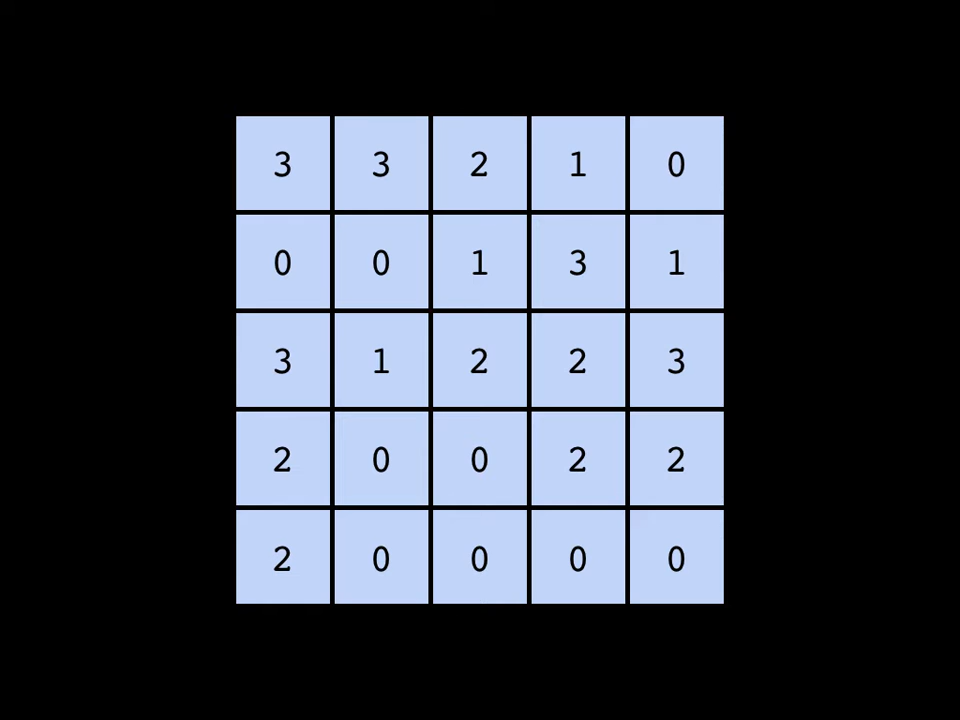 3 3 2 1 0
0 0 1 3 1
3 1 2 2 3
2 0 0 2 2
2 0 0 0 0